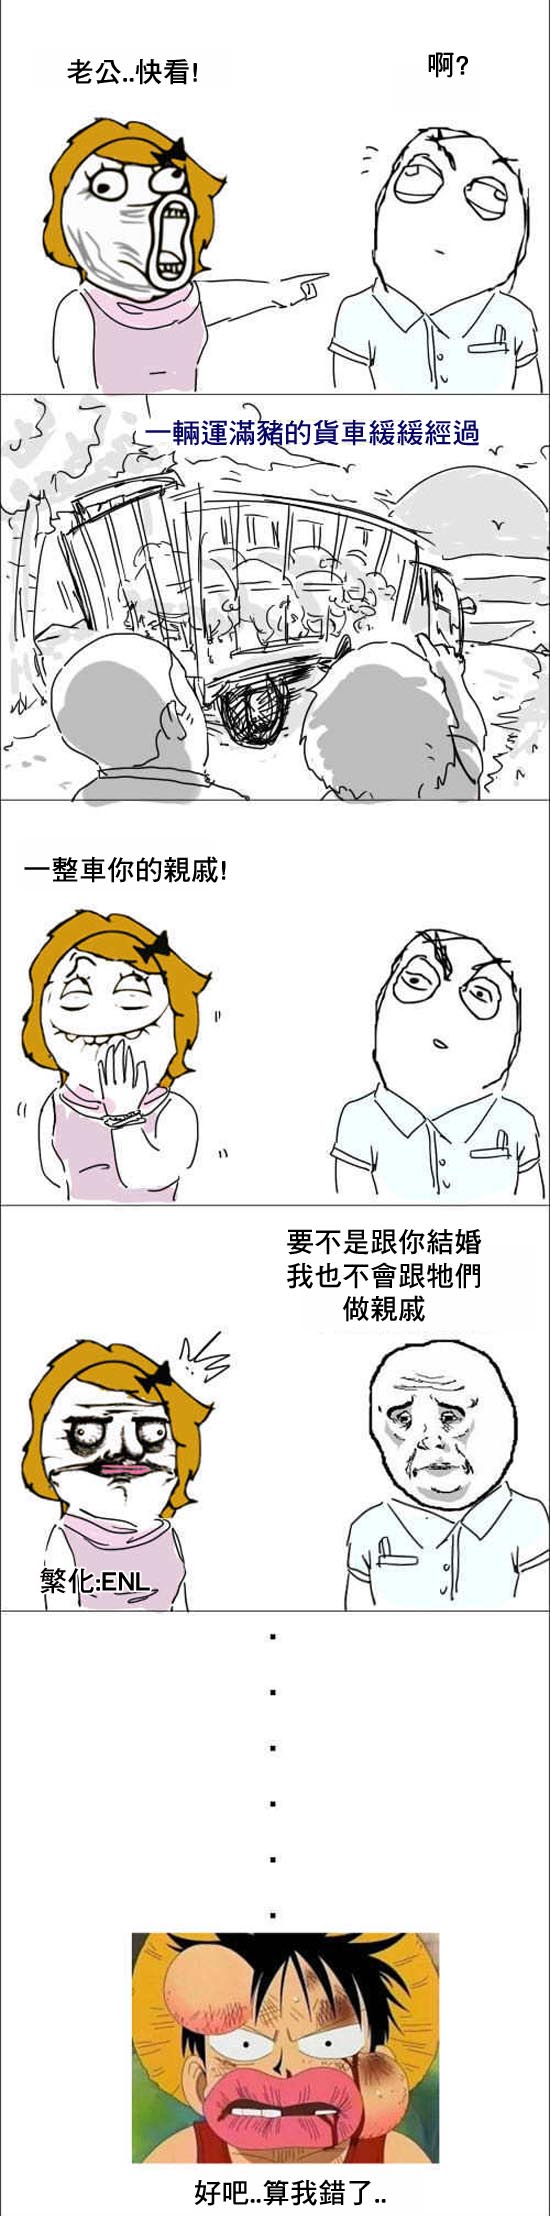 老公..快看!
啊?
一輛運滿豬的貨車緩緩經過
一整車你的親戚!
要不是跟你結婚
我也不會跟牠們
做親戚
繁化:ENL
好吧..算我錯了..